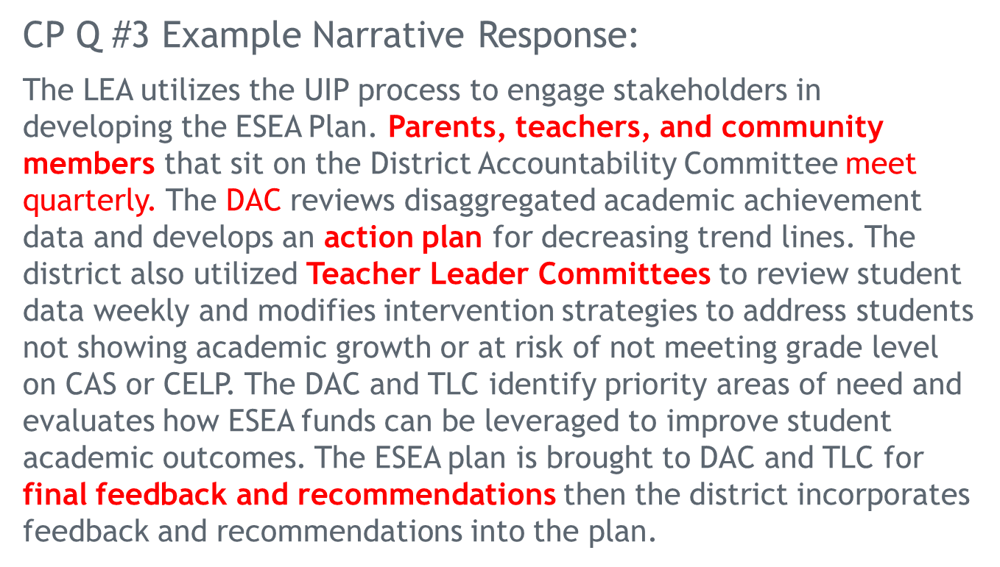 CP Q #3 Example Narrative Response:
The LEA utilizes the UIP process to engage stakeholders in
developing the ESEA Plan. Parents, teachers, and community
members that sit on the District Accountability Committee meet
quarterly. The DAC reviews disaggregated academic achievement
data and develops an action plan for decreasing trend lines. The
district also utilized Teacher Leader Committees to review student
data weekly and modifies intervention strategies to address students
not showing academic growth or at risk of not meeting grade level
on CAS or CELP. The DAC and TLC identify priority areas of need and
evaluates how ESEA funds can be leveraged to improve student
academic outcomes. The ESEA plan is brought to DAC and TLC for
final feedback and recommendations then the district incorporates
feedback and recommendations into the plan.